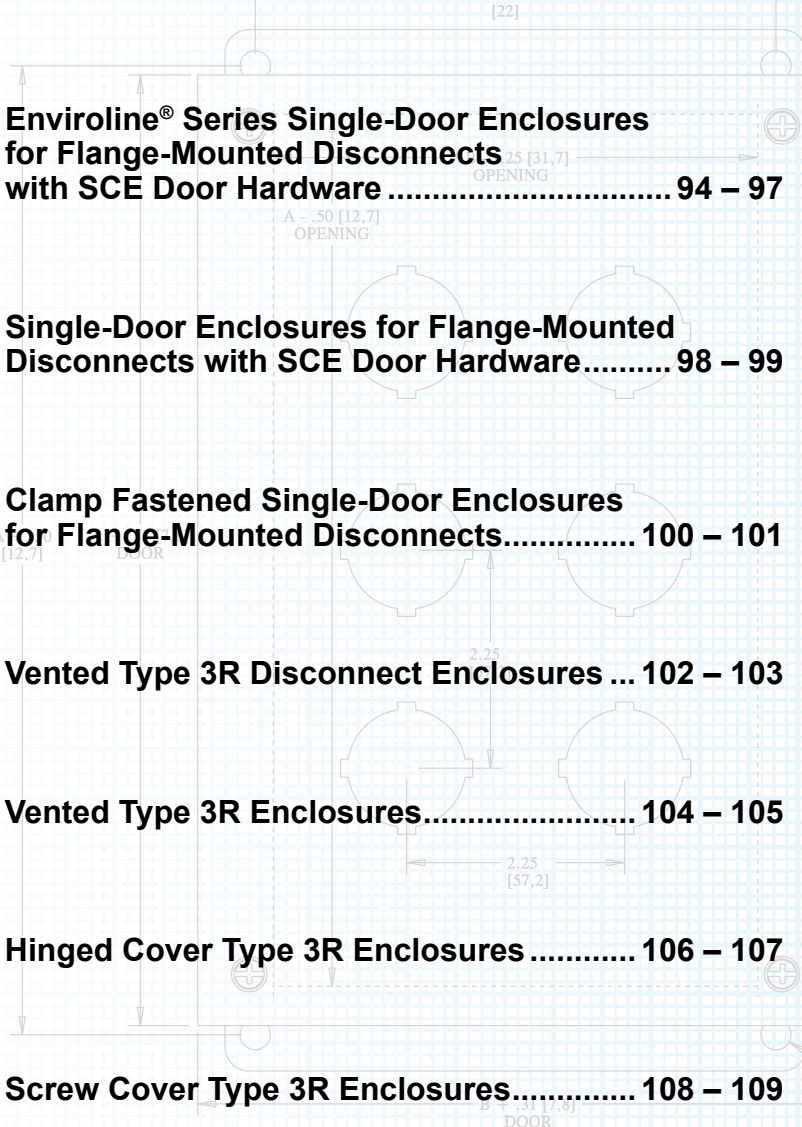 [22]
Enviroline® Series Single-Door Enclosures
for Flange-Mounted Disconnects
25 [31,7]
OPENING
with SCE Door Hardware ................................ 94 – 97
A - .50 [12,7]
OPENING
Single-Door Enclosures for Flange-Mounted
Disconnects with SCE Door Hardware.......... 98 – 99
Clamp Fastened Single-Door Enclosures
for Flange-Mounted Disconnects............... 100 – 101
[12,7]
DOOR
2.25
Vented Type 3R Disconnect Enclosures ... 102 – 103
Vented Type 3R Enclosures........................ 104 – 105
2.25
[57,2]
Hinged Cover Type 3R Enclosures ............ 106 – 107
Screw Cover Type 3R Enclosures.............. 108 – 109
B + .31 [7,8]
DOOR